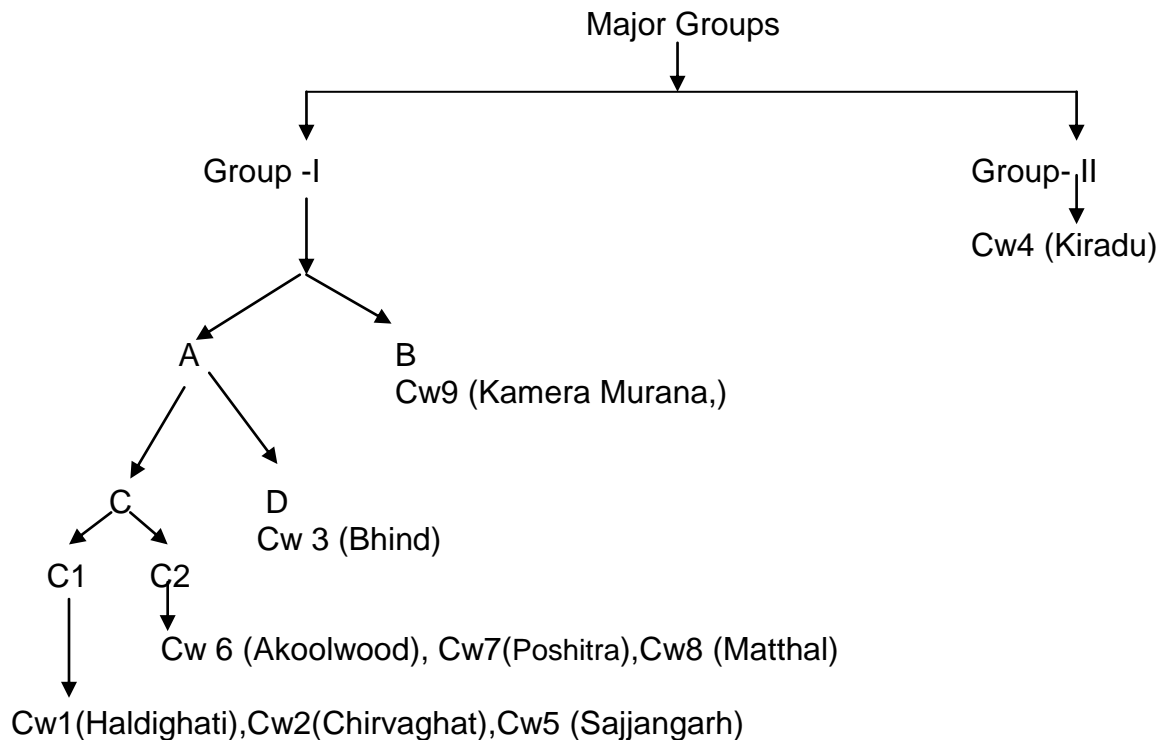 Major Groups
Group -I
Group- II
Cw4 (Kiradu)
A
B
Cw9 (Kamera Murana,)
C
D
Cw 3 (Bhind)
C1
C2
Cw 6 (Akoolwood), Cw7(Poshitra),Cw8 (Matthal)
Cw1(Haldighati),Cw2(Chirvaghat),Cw5 (Sajjangarh)